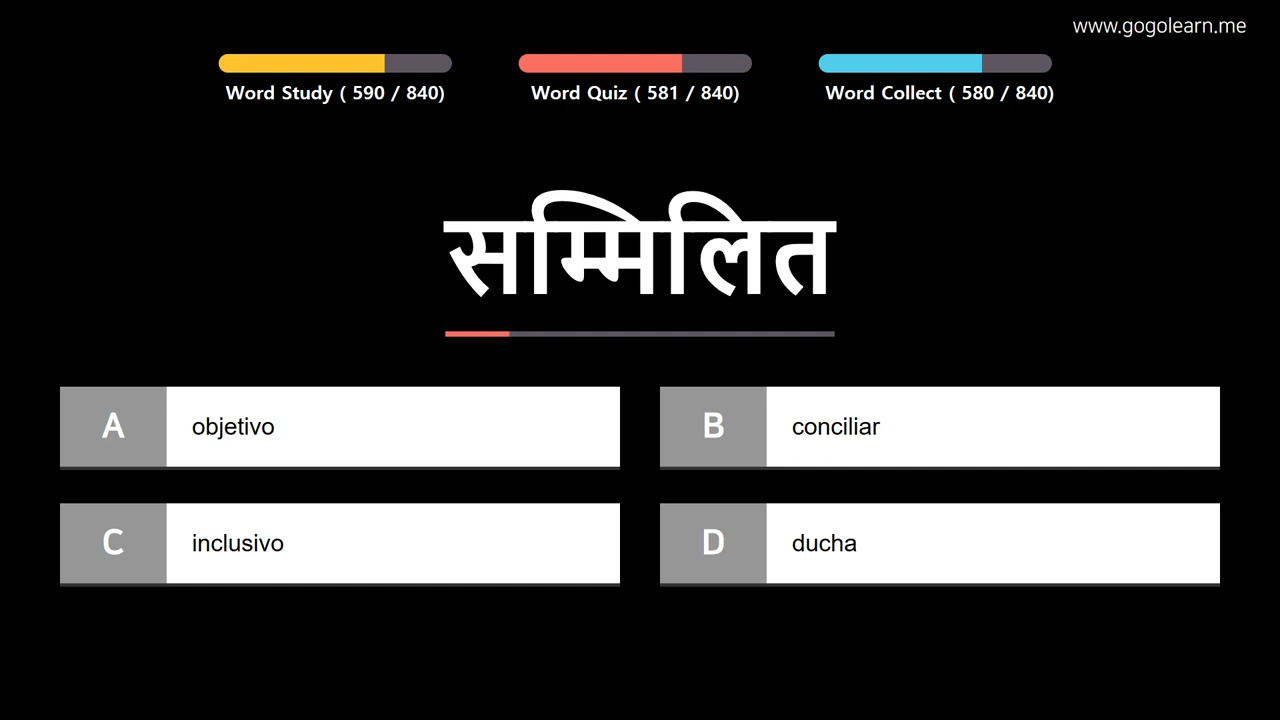 www.gogolearn.me
Word Study ( 590 / 840)
Word Quiz ( 581 / 840)
Word Collect ( 580 / 840)
सम्मिलित
A objetivo
B conciliar
C inclusivo
D ducha